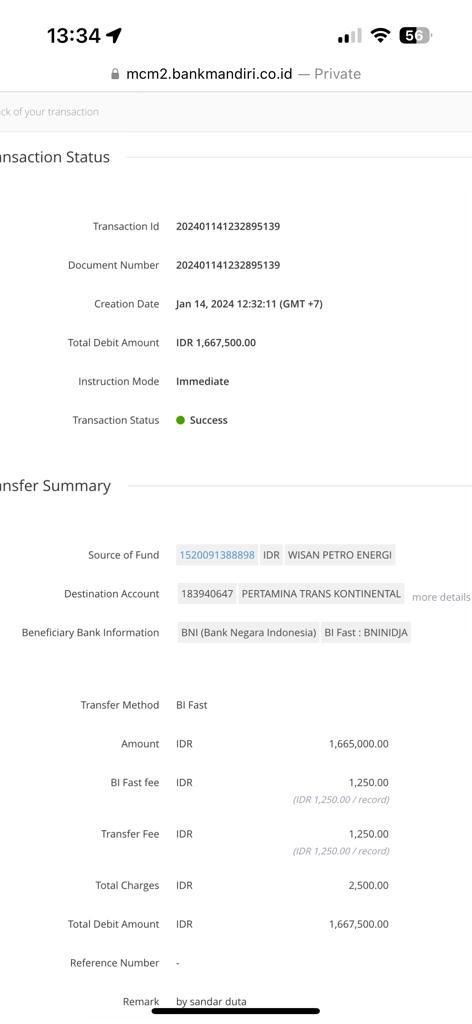 13:34
56
mcm2.bankmandiri.co.id — Private
ck of your transaction
nsaction Status
Transaction Id 202401141232895139
Document Number 202401141232895139
Creation Date Jan 14, 2024 12:32:11 (GMT +7)
Total Debit Amount IDR 1,667,500.00
Instruction Mode Immediate
Transaction Status Success
nsfer Summary
Source of Fund 1520091388898 IDR WISAN PETRO ENERGI
Destination Account 183940647 PERTAMINA TRANS KONTINENTAL more details
Beneficiary Bank Information BNI (Bank Negara Indonesia) BI Fast : BNINIDJA
Transfer Method BI Fast
Amount IDR 1,665,000.00
BI Fast fee IDR 1,250.00
(IDR 1,250.00 / record)
Transfer Fee IDR 1,250.00
(IDR 1,250.00 / record)
Total Charges IDR 2,500.00
Total Debit Amount IDR 1,667,500.00
Reference Number -
Remark by sandar duta